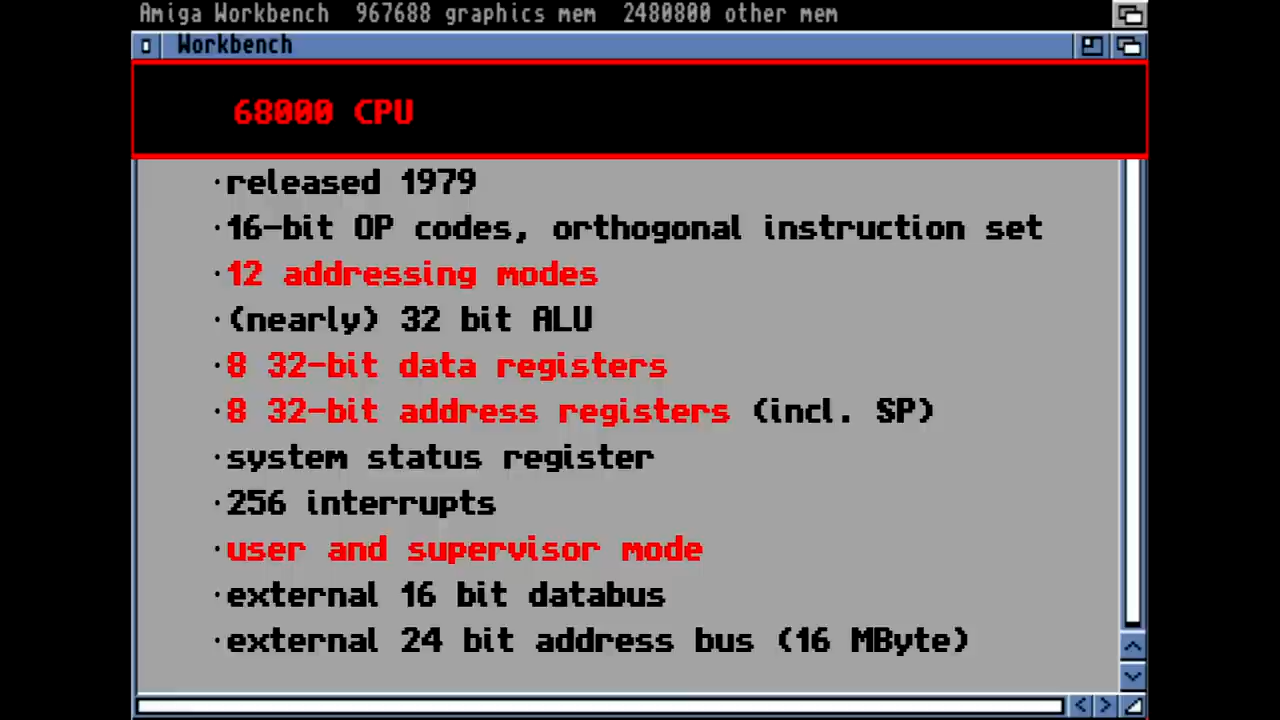 Amiga Workbench  967688 graphics mem  2480800 other mem
Workbench
68000 CPU
·released 1979
·16-bit OP codes, orthogonal instruction set
·12 addressing modes
·(nearly) 32 bit ALU
·8 32-bit data registers
·8 32-bit address registers (incl. SP)
·system status register
·256 interrupts
·user and supervisor mode
·external 16 bit databus
·external 24 bit address bus (16 MByte)